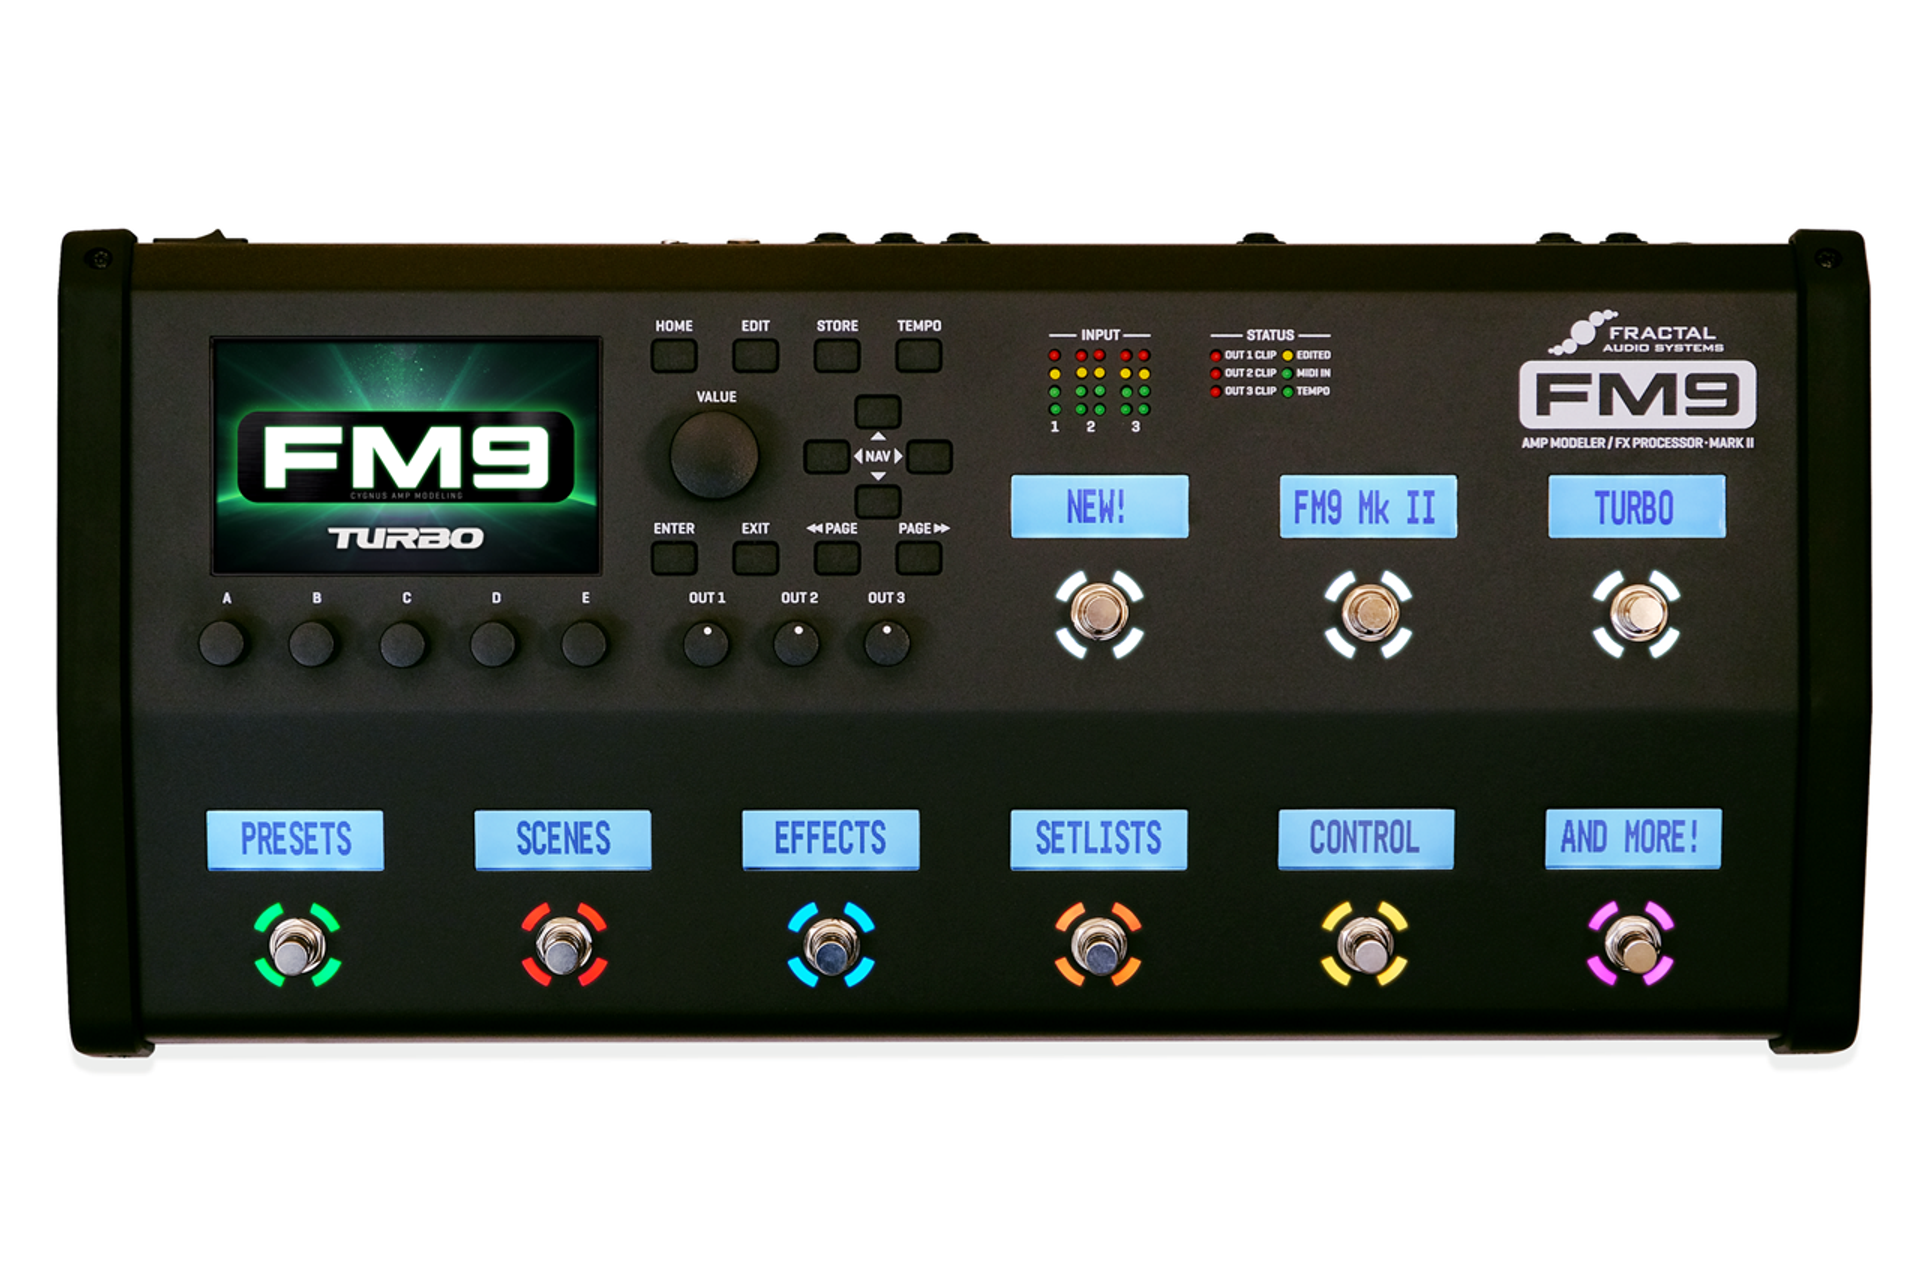 FM9
CYGNUS AMP MODELING
TURBO
A B C D E
HOME EDIT STORE TEMPO
VALUE
NAV
ENTER EXIT PAGE PAGE
OUT 1 OUT 2 OUT 3
INPUT
1 2 3
STATUS
OUT 1 CLIP EDITED
OUT 2 CLIP MIDI IN
OUT 3 CLIP TEMPO
FRACTAL
AUDIO SYSTEMS
FM9
AMP MODELER / FX PROCESSOR · MARK II
NEW! FM9 Mk II TURBO
PRESETS SCENES EFFECTS SETLISTS CONTROL AND MORE!